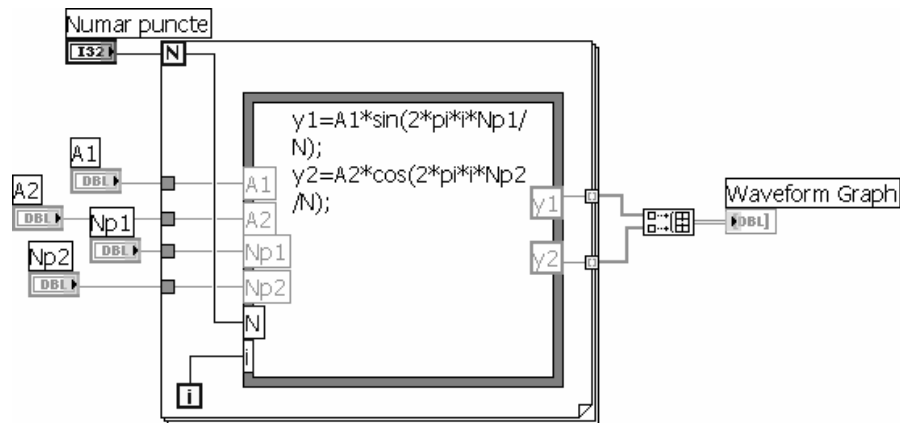 Numar puncte
I32
N
y1=A1*sin(2*pi*i*Np1/
N);
y2=A2*cos(2*pi*i*Np2
/N);
A1
DBL
A1
A2
DBL
A2
Np1
DBL
Np1
Np2
DBL
Np2
N
i
i
y1
y2
Waveform Graph
[DBL]